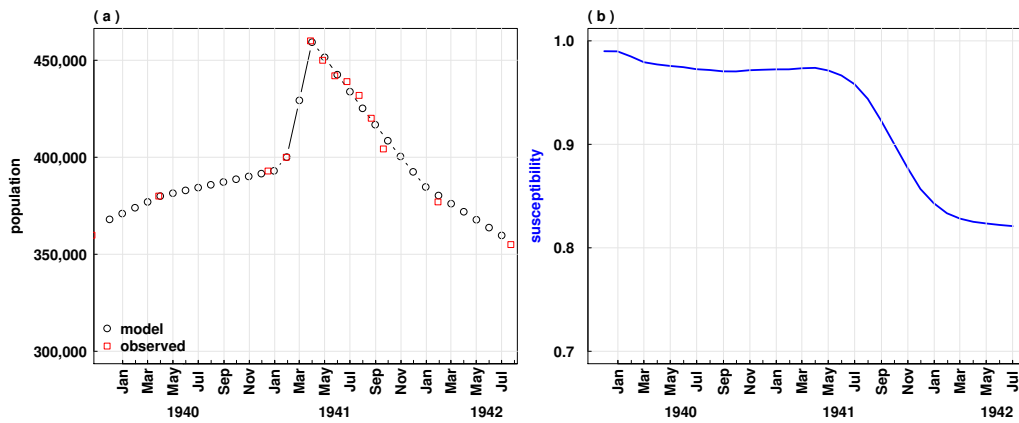 ( a )
population
450,000
400,000
350,000
300,000
model
observed
Jan Mar May Jul Sep Nov Jan Mar May Jul Sep Nov Jan Mar May Jul
1940 1941 1942
( b )
susceptibility
1.0
0.9
0.8
0.7
Jan Mar May Jul Sep Nov Jan Mar May Jul Sep Nov Jan Mar May Jul
1940 1941 1942